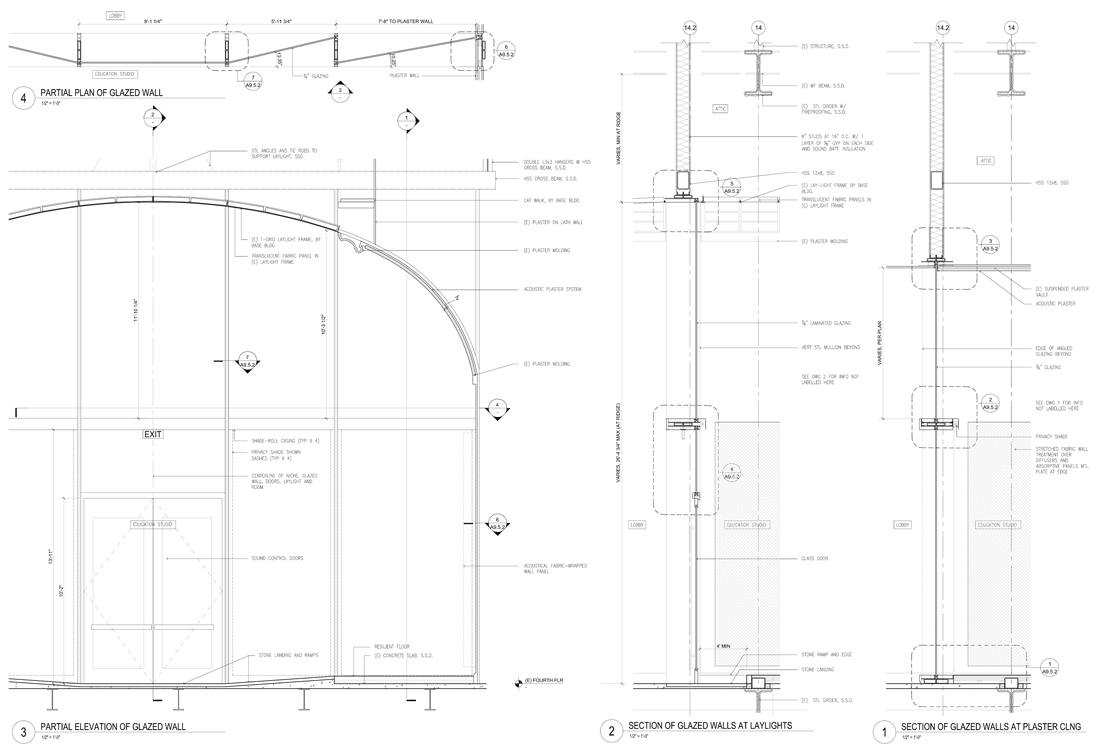 LOBBY
8'-1 1/4"
5'-11 3/4"
7'-8" TO PLASTER WALL
EDUCATION STUDIO
¾" GLAZING
PLASTER WALL
6
A9.5.2
7
A9.5.2
3
4
PARTIAL PLAN OF GLAZED WALL
1/2" = 1'-0"
2
1
STL ANGLES AND TIE RODS TO
SUPPORT LAYLIGHT, SSD
DOUBLE L3x3 HANGERS @ HSS
CROSS BEAM, S.S.D.
HSS CROSS BEAM, S.S.D.
CAT WALK, BY BASE BLDG
(E) PLASTER ON LATH WALL
(E) T-GRID LAYLIGHT FRAME, BY
BASE BLDG
TRANSLUCENT FABRIC PANEL IN
(E) LAYLIGHT FRAME
(E) PLASTER MOLDING
ACOUSTIC PLASTER SYSTEM
11'-10 1/4"
10'-3 1/2"
7
A9.5.2
(E) PLASTER MOLDING
4
A9.5.2
EXIT
SHADE-ROLL CASING (TYP X 4)
PRIVACY SHADE SHOWN
DASHED (TYP X 4)
CENTERLINE OF NICHE, GLAZED
WALL, DOORS, LAYLIGHT AND
ROOM
EDUCATION STUDIO
6
A9.5.2
SOUND CONTROL DOORS
13'-11"
10'-2"
ACOUSTICAL FABRIC-WRAPPED
WALL PANEL
RESILIENT FLOOR
(E) CONCRETE SLAB, S.S.D.
STONE LANDING AND RAMPS
(E) FOURTH FLR
3
PARTIAL ELEVATION OF GLAZED WALL
1/2" = 1'-0"
14.2
14
(E) STRUCTURE, S.S.D.
(E) WF BEAM, S.S.D.
(E) STL GIRDER W/
FIREPROOFING, S.S.D.
ATTIC
VARIES, MIN AT RIDGE
6" STUDS AT 16" O.C. W/ 1
LAYER OF ⅝" GYP ON EACH SIDE
AND SOUND BATT. INSULATION
HSS 12x8, SSD
5
A9.5.2
(E) LAY-LIGHT FRAME BY BASE
BLDG.
TRANSLUCENT FABRIC PANELS IN
(E) LAYLIGHT FRAME
(E) PLASTER MOLDING
¾" LAMINATED GLAZING
VERT STL MULLION BEYOND
SEE DWG 2 FOR INFO NOT
LABELLED HERE
VARIES, 26'-4 3/4" MAX (AT RIDGE)
4
A9.5.2
LOBBY
EDUCATION STUDIO
GLASS DOOR
4" MIN
STONE RAMP AND EDGE
STONE LANDING
(E) STL GIRDER, S.S.D.
2
SECTION OF GLAZED WALLS AT LAYLIGHTS
1/2" = 1'-0"
14.2
14
ATTIC
HSS 12x8, SSD
3
A9.5.2
(E) SUSPENDED PLASTER
VAULT
ACOUSTIC PLASTER
VARIES, PER PLAN
EDGE OF ANGLED
GLAZING BEYOND
¾" GLAZING
2
A9.5.2
SEE DWG 1 FOR INFO
NOT LABELLED HERE
PRIVACY SHADE
STRETCHED FABRIC WALL
TREATMENT OVER
DIFFUSERS AND
ABSORPTIVE PANELS MTL.
PLATE AT EDGE
LOBBY
EDUCATION STUDIO
1
A9.5.2
1
SECTION OF GLAZED WALLS AT PLASTER CLNG
1/2" = 1'-0"